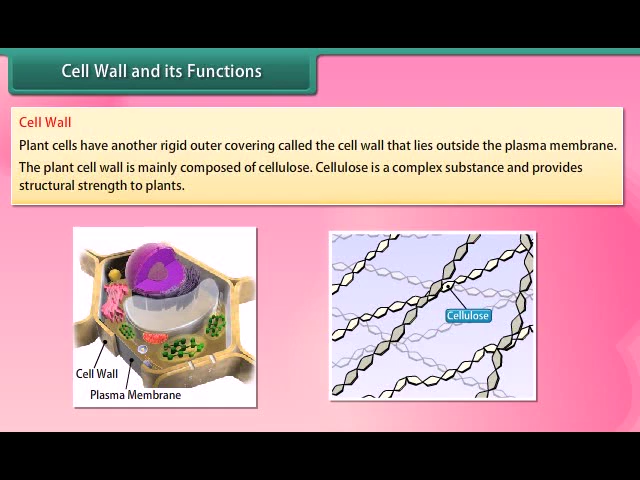 Cell Wall and its Functions
Cell Wall
Plant cells have another rigid outer covering called the cell wall that lies outside the plasma membrane.
The plant cell wall is mainly composed of cellulose. Cellulose is a complex substance and provides
structural strength to plants.
Cell Wall
Plasma Membrane
Cellulose